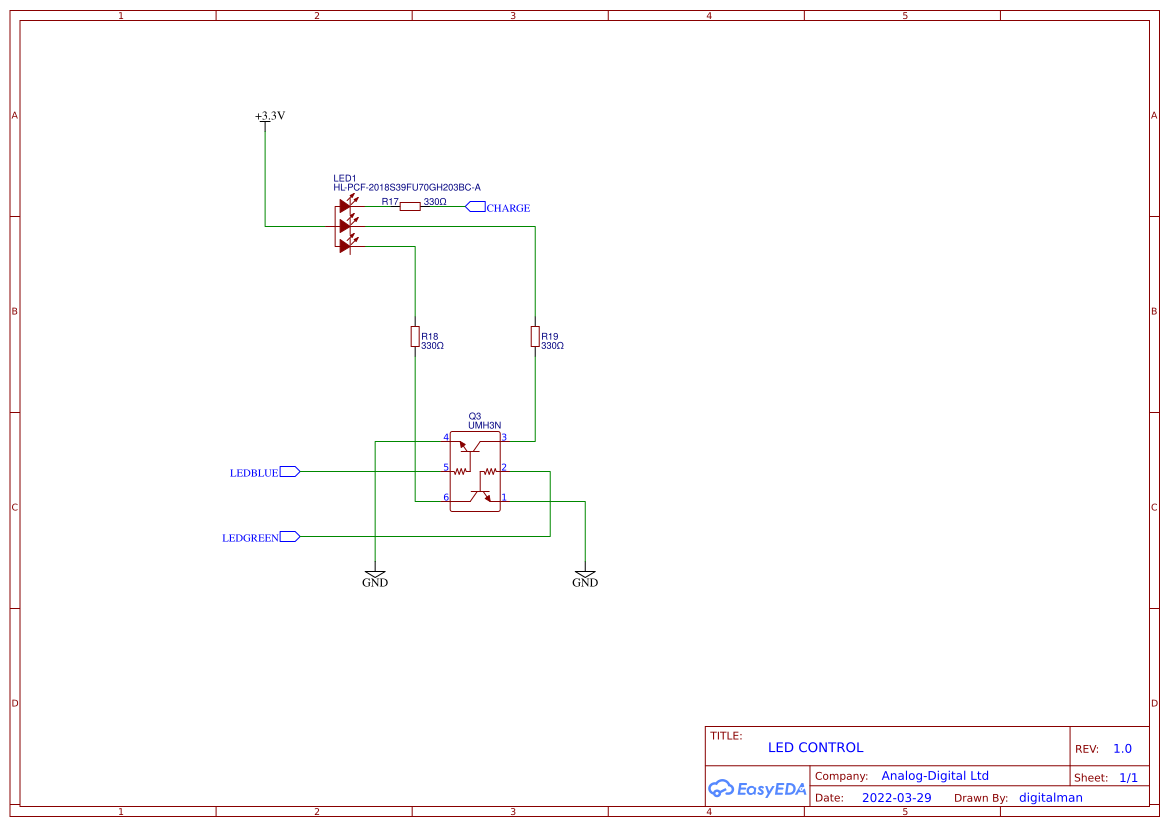 1 2 3 4 5
A A
+3.3V
LED1
HL-PCF-2018S39FU70GH203BC-A
R17 330Ω CHARGE
B B
R18 R19
330Ω 330Ω
Q3
UMH3N
4 3
LEDBLUE 5 2
6 1
C C
LEDGREEN
GND GND
D D
TITLE:
LED CONTROL
REV: 1.0
EasyEDA
Company: Analog-Digital Ltd
Sheet: 1/1
Date: 2022-03-29 Drawn By: digitalman
1 2 3 4 5